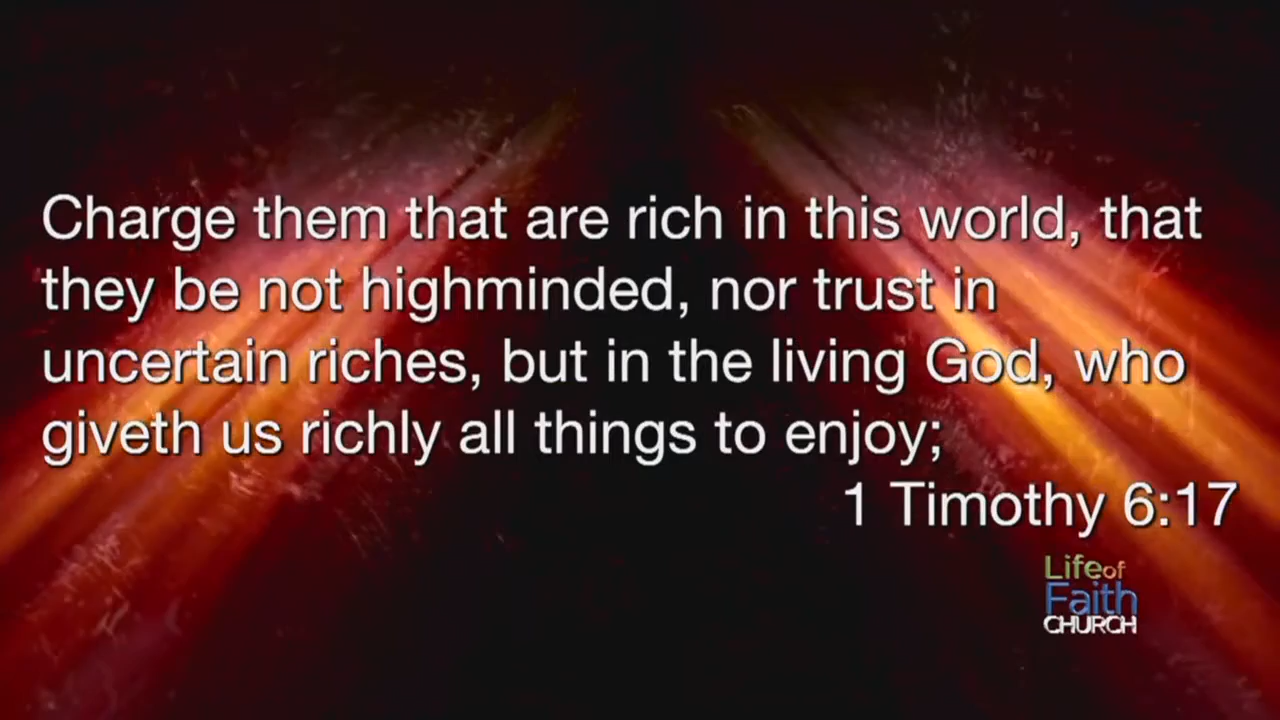 Charge them that are rich in this world, that
they be not highminded, nor trust in
uncertain riches, but in the living God, who
giveth us richly all things to enjoy;
1 Timothy 6:17
Life of
Faith
CHURCH